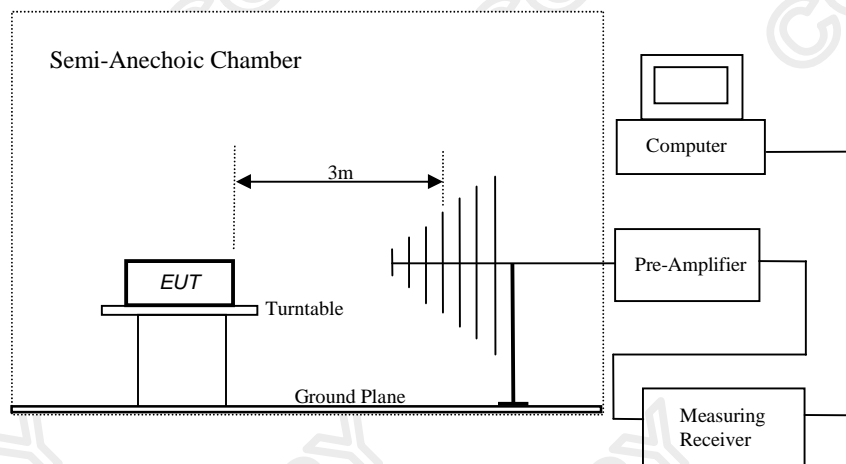 Semi-Anechoic Chamber
Computer
3m
Pre-Amplifier
EUT
Turntable
Ground Plane
Measuring
Receiver